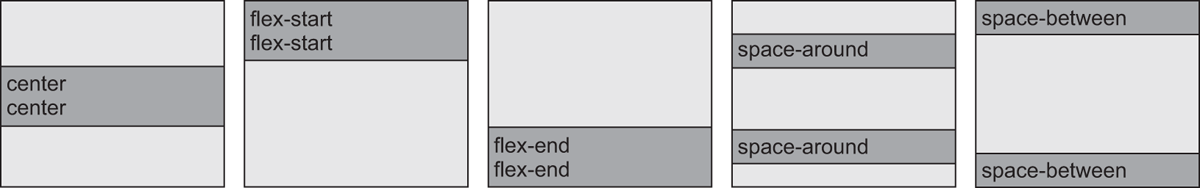 center
center
flex-start
flex-start
flex-end
flex-end
space-around
space-around
space-between
space-between